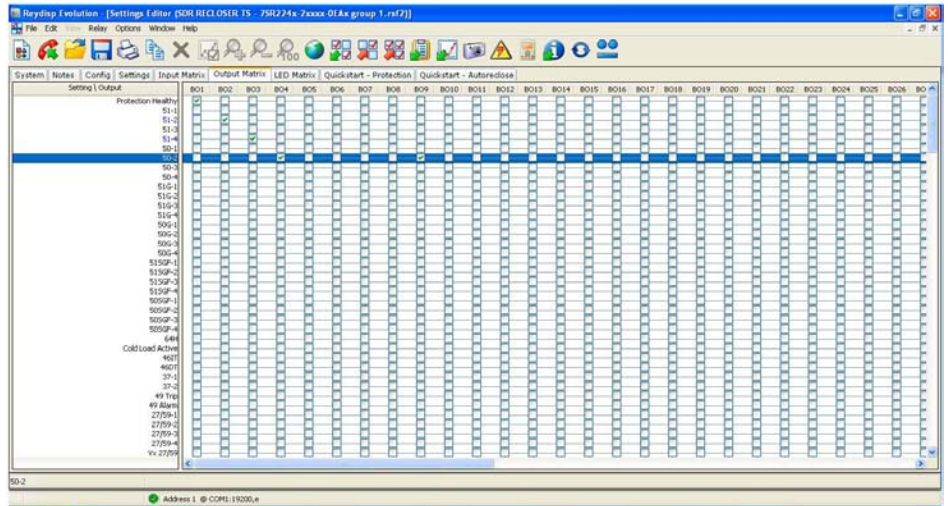 Reydisp Evolution - [Settings Editor (SDR RECLOSER TS - 7SR224x-2xxxx-0EAx group 1.rsf2)]
File Edit View Relay Options Window Help
System Notes Config Settings Input Matrix Output Matrix LED Matrix Quickstart - Protection Quickstart - Autoreclose
Setting \ Output BO1 BO2 BO3 BO4 BO5 BO6 BO7 BO8 BO9 BO10 BO11 BO12 BO13 BO14 BO15 BO16 BO17 BO18 BO19 BO20 BO21 BO22 BO23 BO24 BO25 BO26 BO
Protection Healthy
51-1
51-2
51-3
51-4
50-1
50-2
50-3
50-4
51G-1
51G-2
51G-3
51G-4
50G-1
50G-2
50G-3
50G-4
51SGF-1
51SGF-2
51SGF-3
51SGF-4
50SGF-1
50SGF-2
50SGF-3
50SGF-4
64H
Cold Load Active
46IT
46DT
37-1
37-2
49 Trip
49 Alarm
27/59-1
27/59-2
27/59-3
27/59-4
Vx 27/59
50-2
Address 1 @ COM1:19200,e